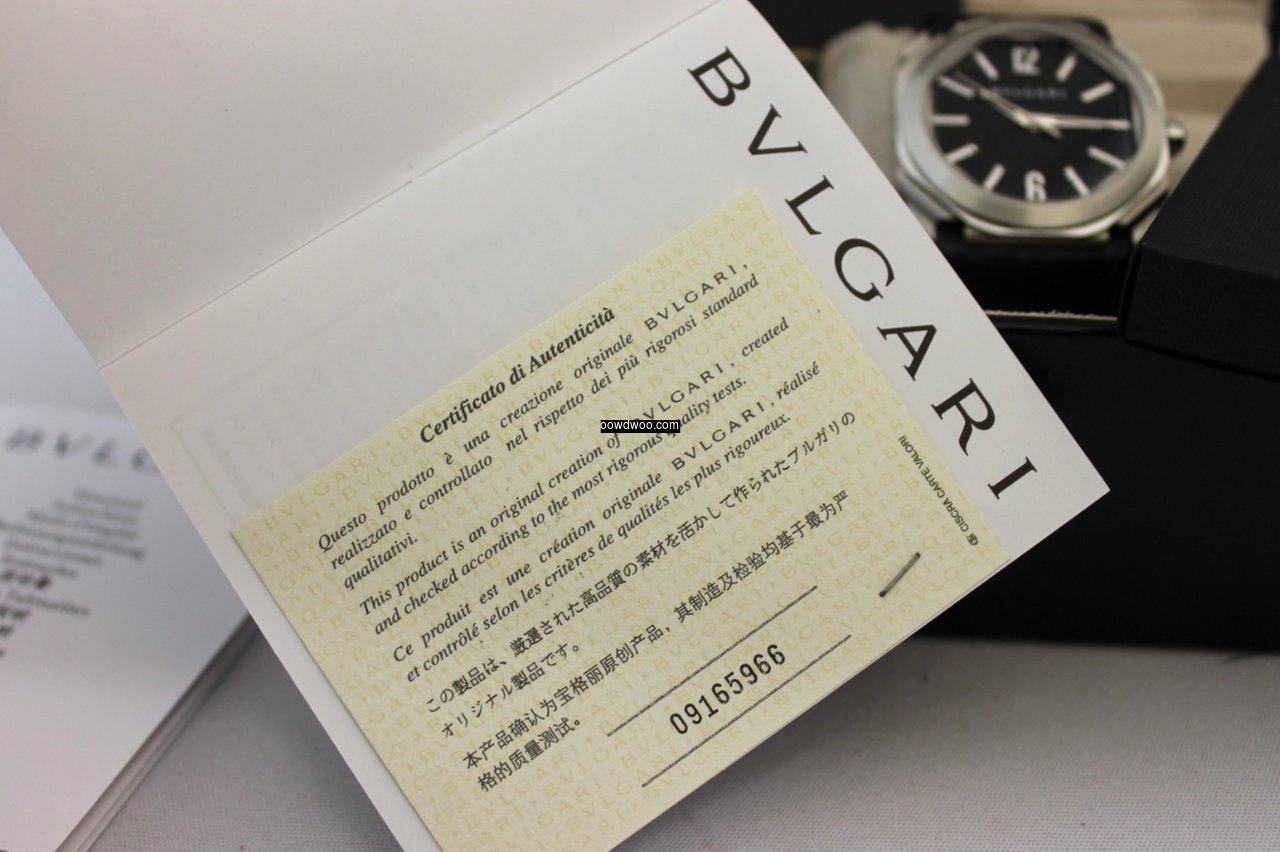 BVLGARI
Certificato di Autenticità
Questo prodotto è una creazione originale BVLGARI,
realizzato e controllato nel rispetto dei più rigorosi standard
qualitativi.
This product is an original creation of BVLGARI, created
and checked according to the most rigorous quality tests.
Ce produit est une création originale BVLGARI, réalisé
et contrôlé selon les critères de qualités les plus rigoureux.
この製品は、厳選された高品質の素材を活かして作られたブルガリの
オリジナル製品です。
本产品确认为宝格丽原创产品，其制造及检验均基于最为严
格的质量测试。
09165966
CISCRA CARTE VALORI
oowdwoo.com
12
BVLGARI
6